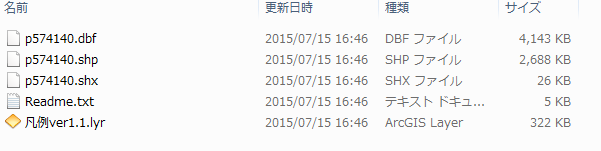 名前 更新日時 種類 サイズ
p574140.dbf 2015/07/15 16:46 DBF ファイル 4,143 KB
p574140.shp 2015/07/15 16:46 SHP ファイル 2,688 KB
p574140.shx 2015/07/15 16:46 SHX ファイル 26 KB
Readme.txt 2015/07/15 16:46 テキスト ドキュ... 5 KB
凡例ver1.1.lyr 2015/07/15 16:46 ArcGIS Layer 322 KB